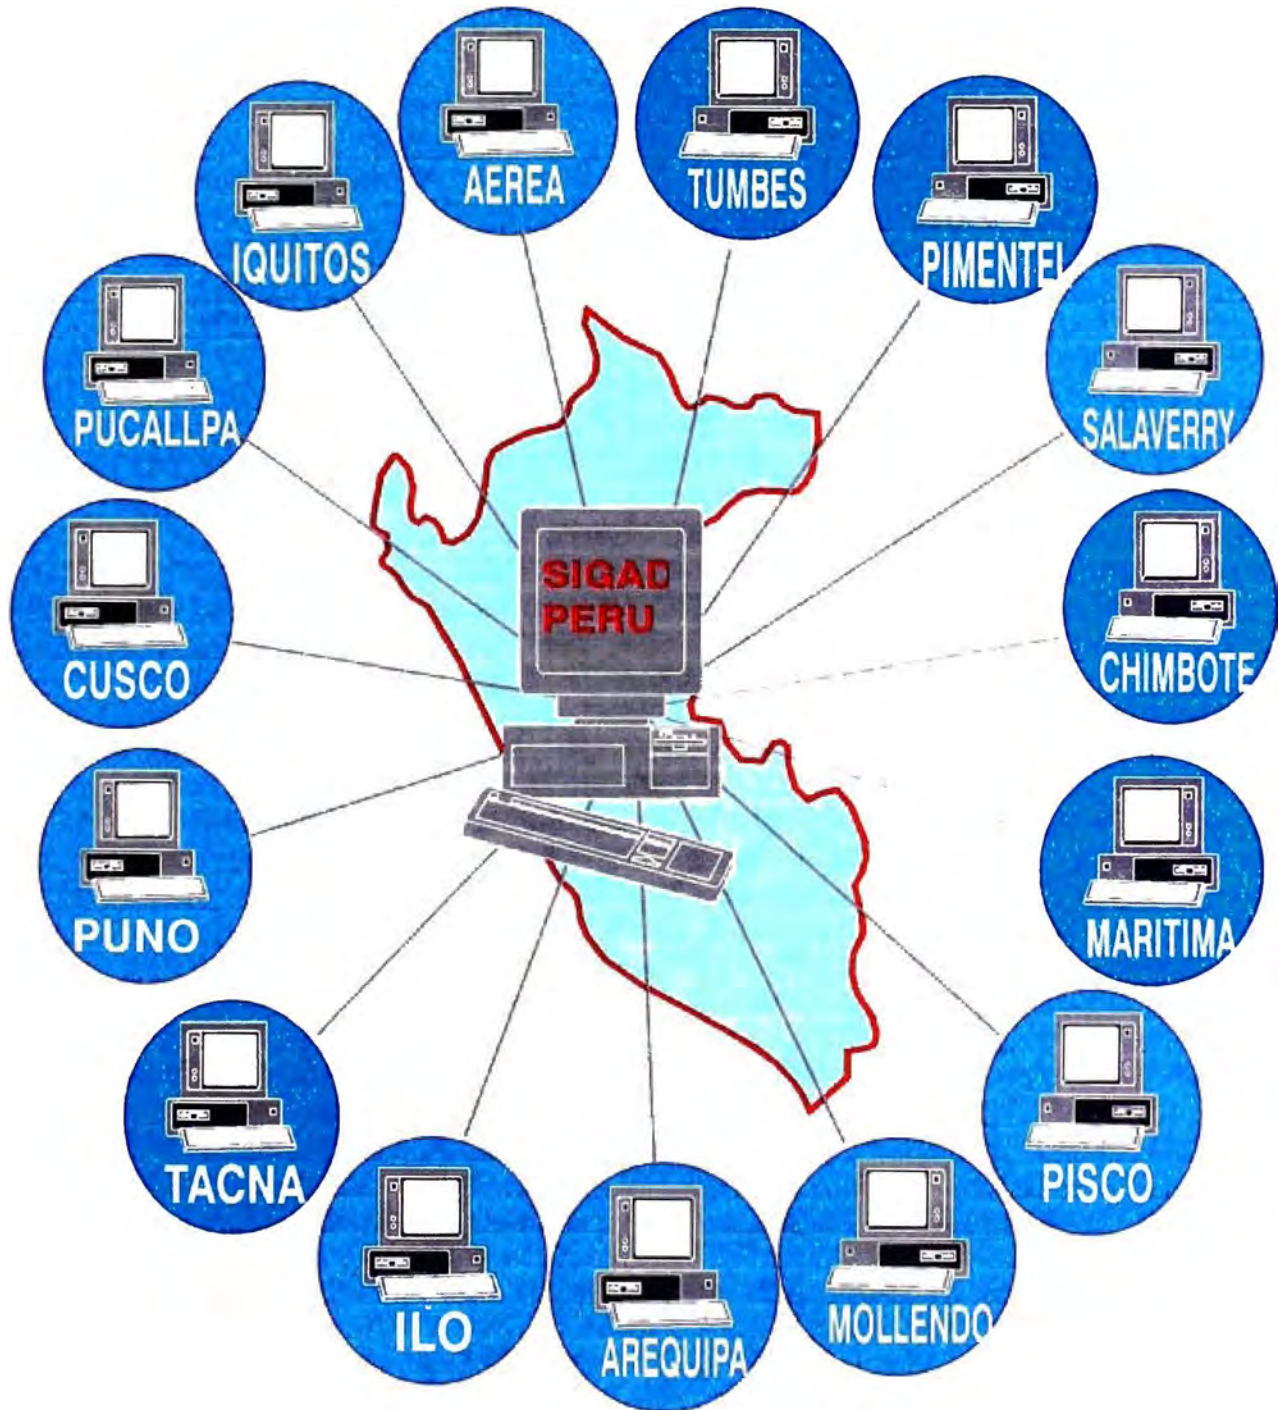 AEREA
TUMBES
IQUITOS
PIMENTEL
PUCALLPA
SALAVERRY
SIGAD
PERU
CUSCO
CHIMBOTE
PUNO
MARITIMA
TACNA
PISCO
ILO
AREQUIPA
MOLLENDO